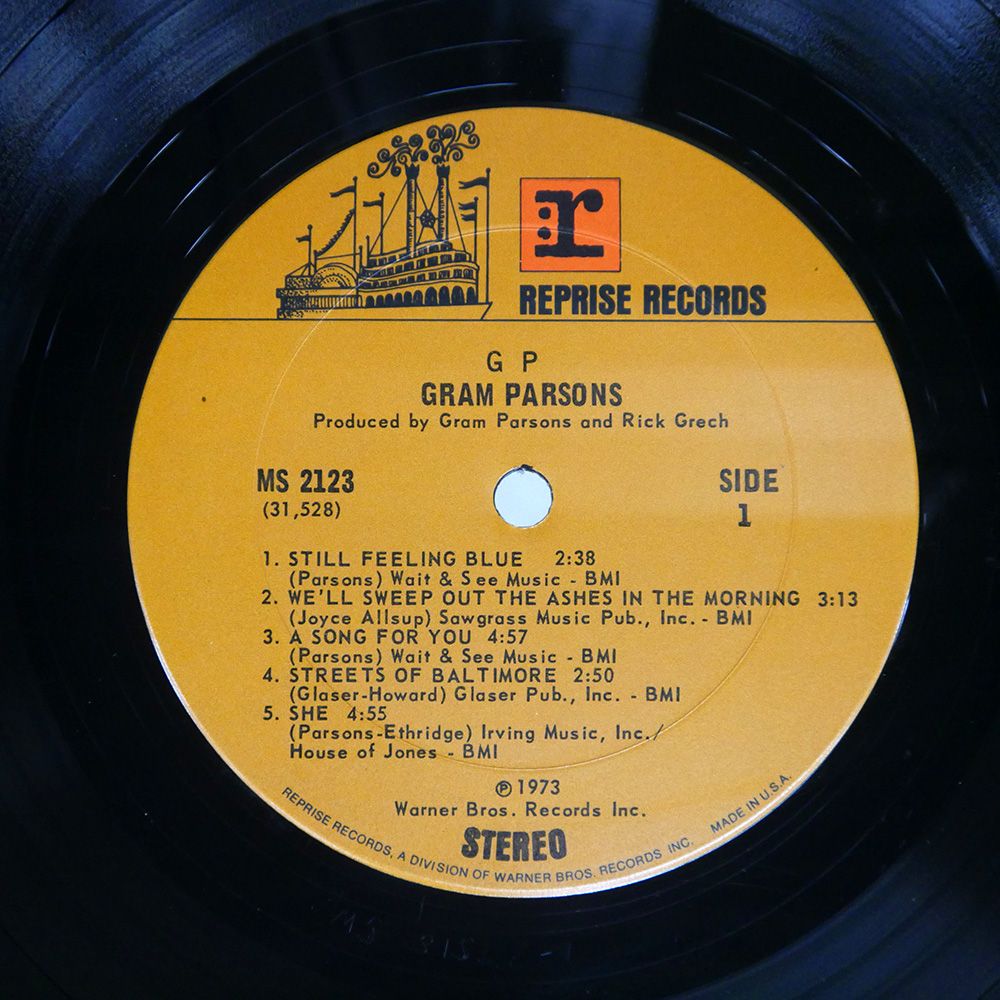 r
REPRISE RECORDS
G P
GRAM PARSONS
Produced by Gram Parsons and Rick Grech
MS 2123
(31,528)
SIDE
1
1. STILL FEELING BLUE 2:38
(Parsons) Wait & See Music - BMI
2. WE'LL SWEEP OUT THE ASHES IN THE MORNING 3:13
(Joyce Allsup) Sawgrass Music Pub., Inc. - BMI
3. A SONG FOR YOU 4:57
(Parsons) Wait & See Music - BMI
4. STREETS OF BALTIMORE 2:50
(Glaser-Howard) Glaser Pub., Inc. - BMI
5. SHE 4:55
(Parsons-Ethridge) Irving Music, Inc./
House of Jones - BMI
℗ 1973
Warner Bros. Records Inc.
STEREO
REPRISE RECORDS, A DIVISION OF WARNER BROS. RECORDS INC. MADE IN U.S.A.